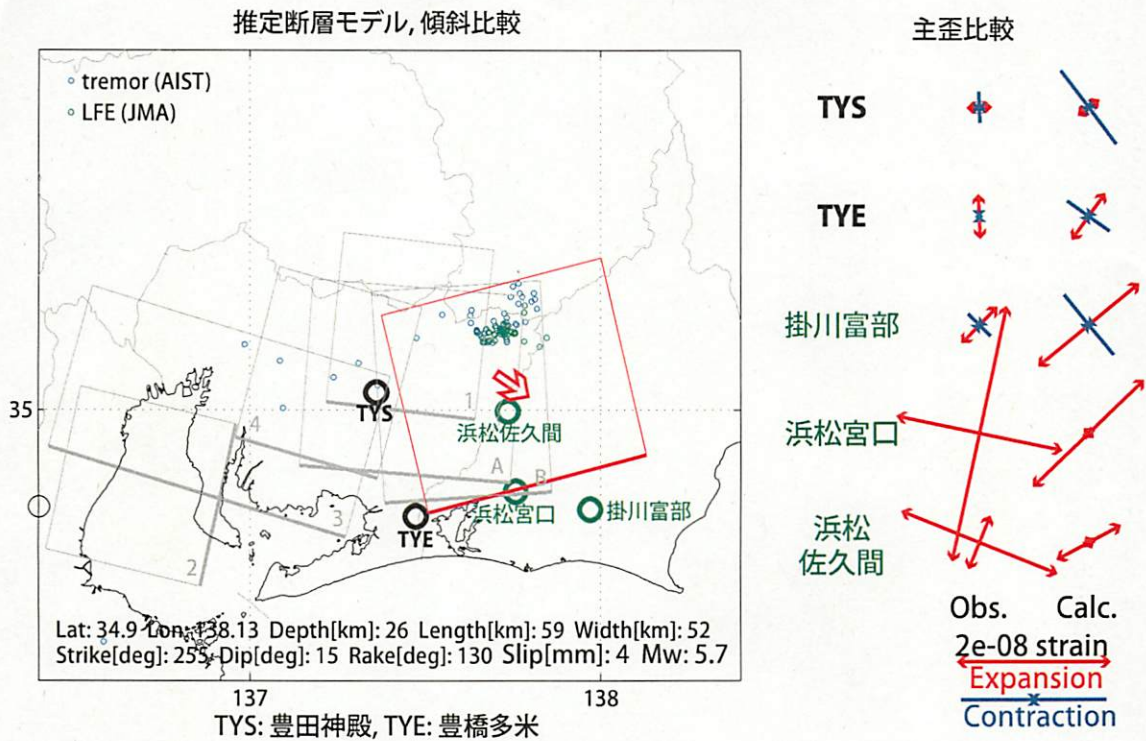 推定断層モデル, 傾斜比較
tremor (AIST)
LFE (JMA)
TYS
1
35
浜松佐久間
4
A
B
浜松宮口
掛川富部
3
TYE
2
Lat: 34.9 Lon: 138.13 Depth[km]: 26 Length[km]: 59 Width[km]: 52
Strike[deg]: 255 Dip[deg]: 15 Rake[deg]: 130 Slip[mm]: 4 Mw: 5.7
137
138
TYS: 豊田神殿, TYE: 豊橋多米
主歪比較
TYS
TYE
掛川富部
浜松宮口
浜松
佐久間
Obs. Calc.
2e-08 strain
Expansion
Contraction